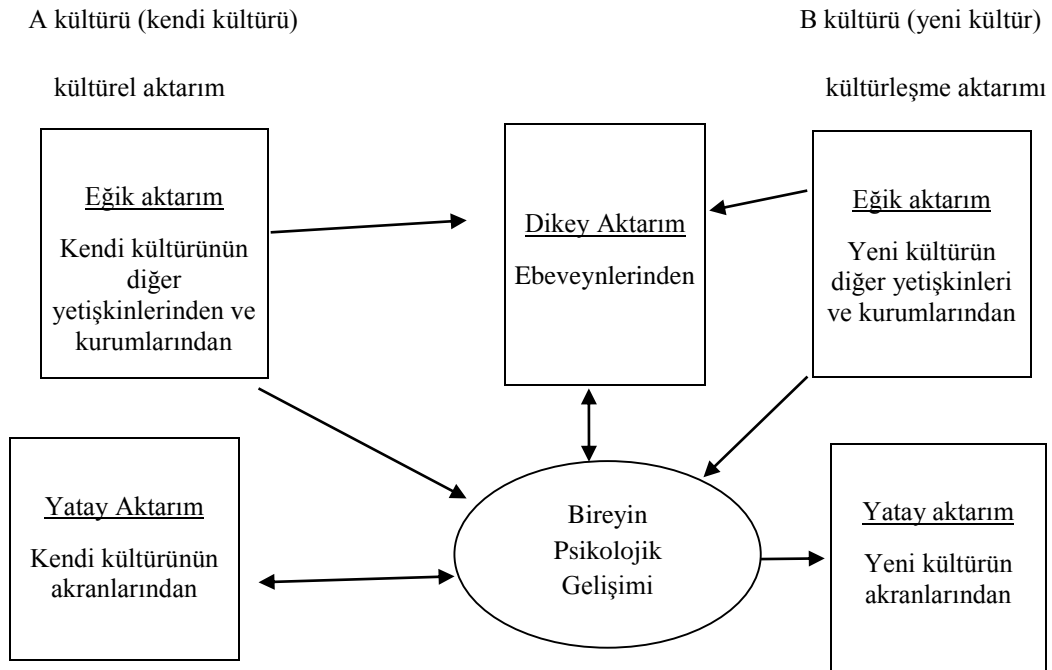 A kültürü (kendi kültürü)
B kültürü (yeni kültür)
kültürel aktarım
kültürleşme aktarımı
Eğik aktarım
Kendi kültürünün
diğer
yetişkinlerinden ve
kurumlarından
Dikey Aktarım
Ebeveynlerinden
Eğik aktarım
Yeni kültürün
diğer yetişkinleri
ve kurumlarından
Yatay Aktarım
Kendi kültürünün
akranlarından
Bireyin
Psikolojik
Gelişimi
Yatay aktarım
Yeni kültürün
akranlarından